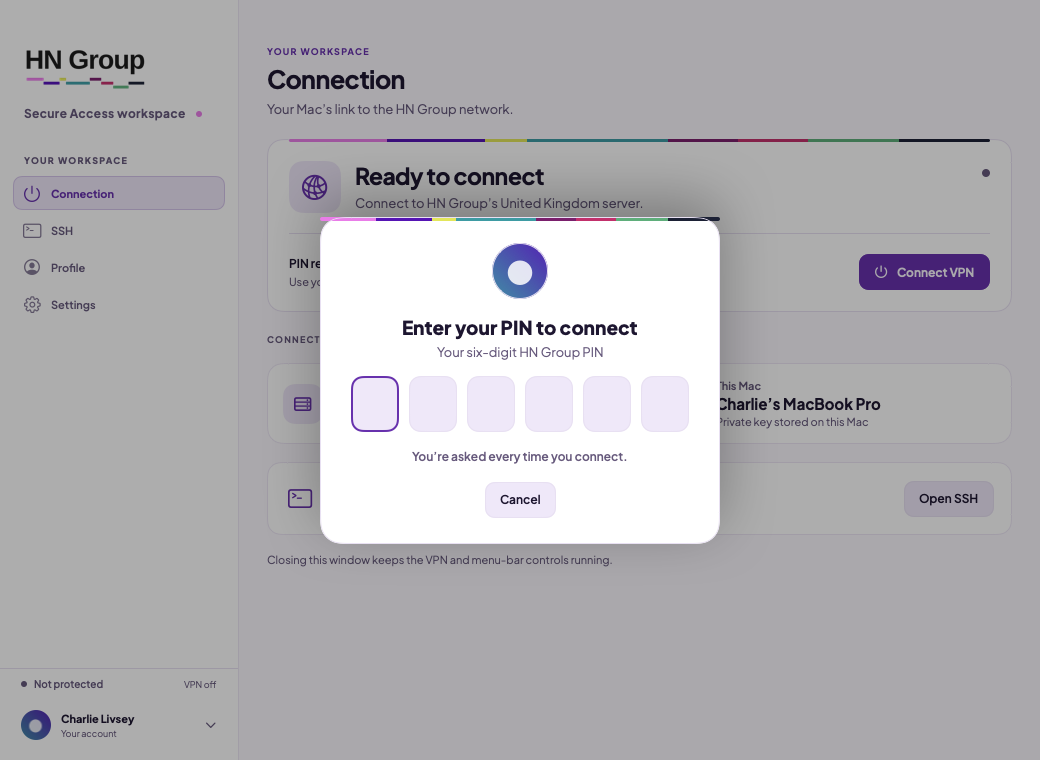 HN Group
Secure Access workspace
YOUR WORKSPACE
Connection
SSH
Profile
Settings
Not protected
VPN off
Charlie Livsey
Your account
YOUR WORKSPACE
Connection
Your Mac's link to the HN Group network.
Ready to connect
Connect to HN Group's United Kingdom server.
PIN
Connect VPN
Enter your PIN to connect
Your six-digit HN Group PIN
You're asked every time you connect.
Cancel
This Mac
Charlie's MacBook Pro
Private key stored on this Mac
Open SSH
Closing this window keeps the VPN and menu-bar controls running.